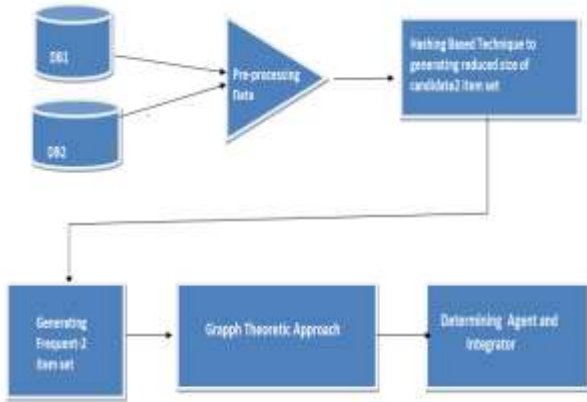 DB1
DB2
Pre-processing
Data
Hashing Based Technique to
generating reduced size of
candidate2 item set
Generating
Frequent-2
item set
Grapph Theoretic Approach
Determining Agent and
Integrator